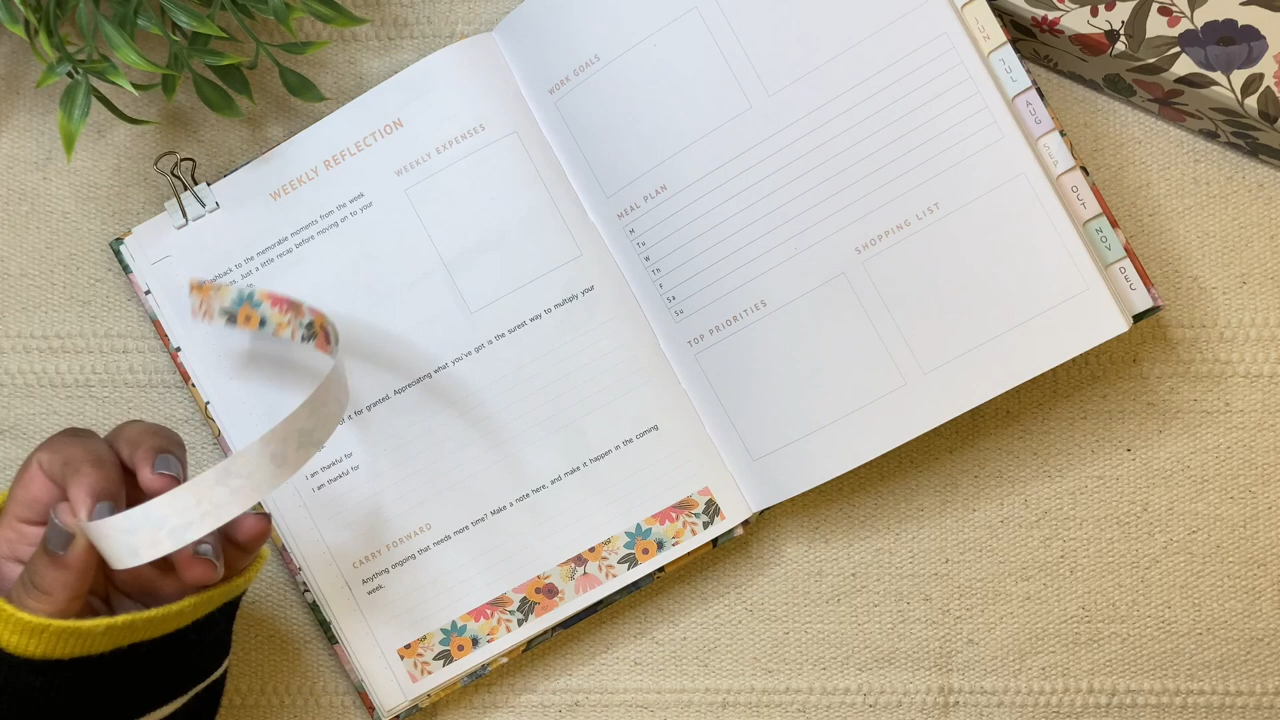 WEEKLY REFLECTION
ashback to the memorable moments from the week
was. Just a little recap before moving on to your
WEEKLY EXPENSES
of it for granted. Appreciating what you've got is the surest way to multiply your
I am thankful for
I am thankful for
CARRY FORWARD
Anything ongoing that needs more time? Make a note here, and make it happen in the coming
week.
WORK GOALS
MEAL PLAN
M
Tu
W
Th
F
Sa
Su
TOP PRIORITIES
SHOPPING LIST
JUN
JUL
AUG
SEP
OCT
NOV
DEC